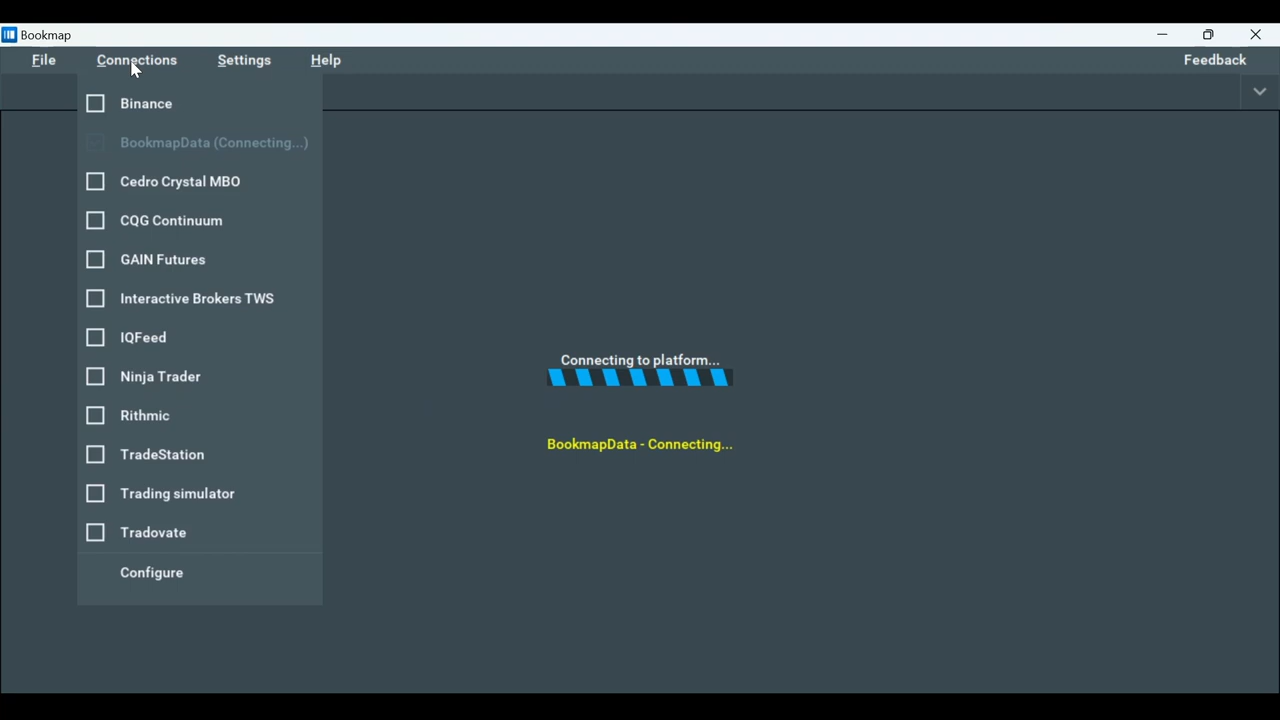 Bookmap
File Connections Settings Help Feedback
Binance
BookmapData (Connecting...)
Cedro Crystal MBO
CQG Continuum
GAIN Futures
Interactive Brokers TWS
IQFeed
Ninja Trader
Rithmic
TradeStation
Trading simulator
Tradovate
Configure
Connecting to platform...
BookmapData - Connecting...